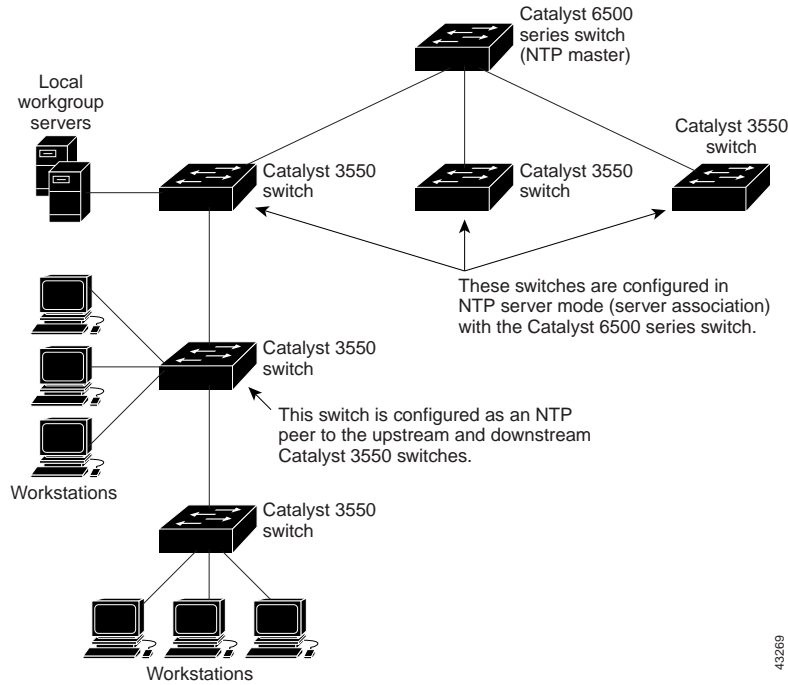 Catalyst 6500
series switch
(NTP master)
Local
workgroup
servers
Catalyst 3550
switch
Catalyst 3550
switch
Catalyst 3550
switch
These switches are configured in
NTP server mode (server association)
with the Catalyst 6500 series switch.
Catalyst 3550
switch
This switch is configured as an NTP
peer to the upstream and downstream
Catalyst 3550 switches.
Workstations
Catalyst 3550
switch
Workstations
43269